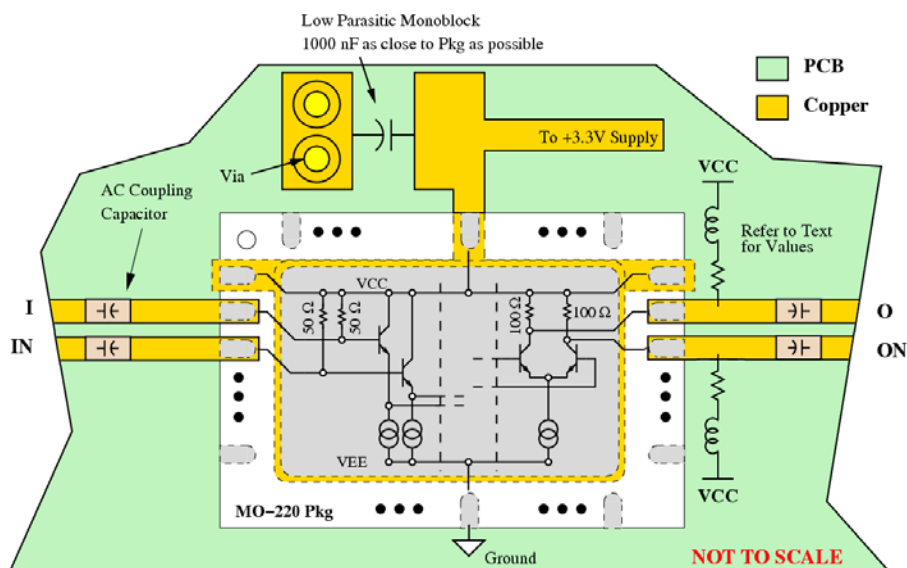 Low Parasitic Monoblock
1000 nF as close to Pkg as possible
PCB
Copper
To +3.3V Supply
Via
VCC
AC Coupling
Capacitor
Refer to Text
for Values
VCC
50 Ω
50 Ω
100 Ω
100 Ω
I
O
IN
ON
VEE
VCC
MO−220 Pkg
Ground
NOT TO SCALE